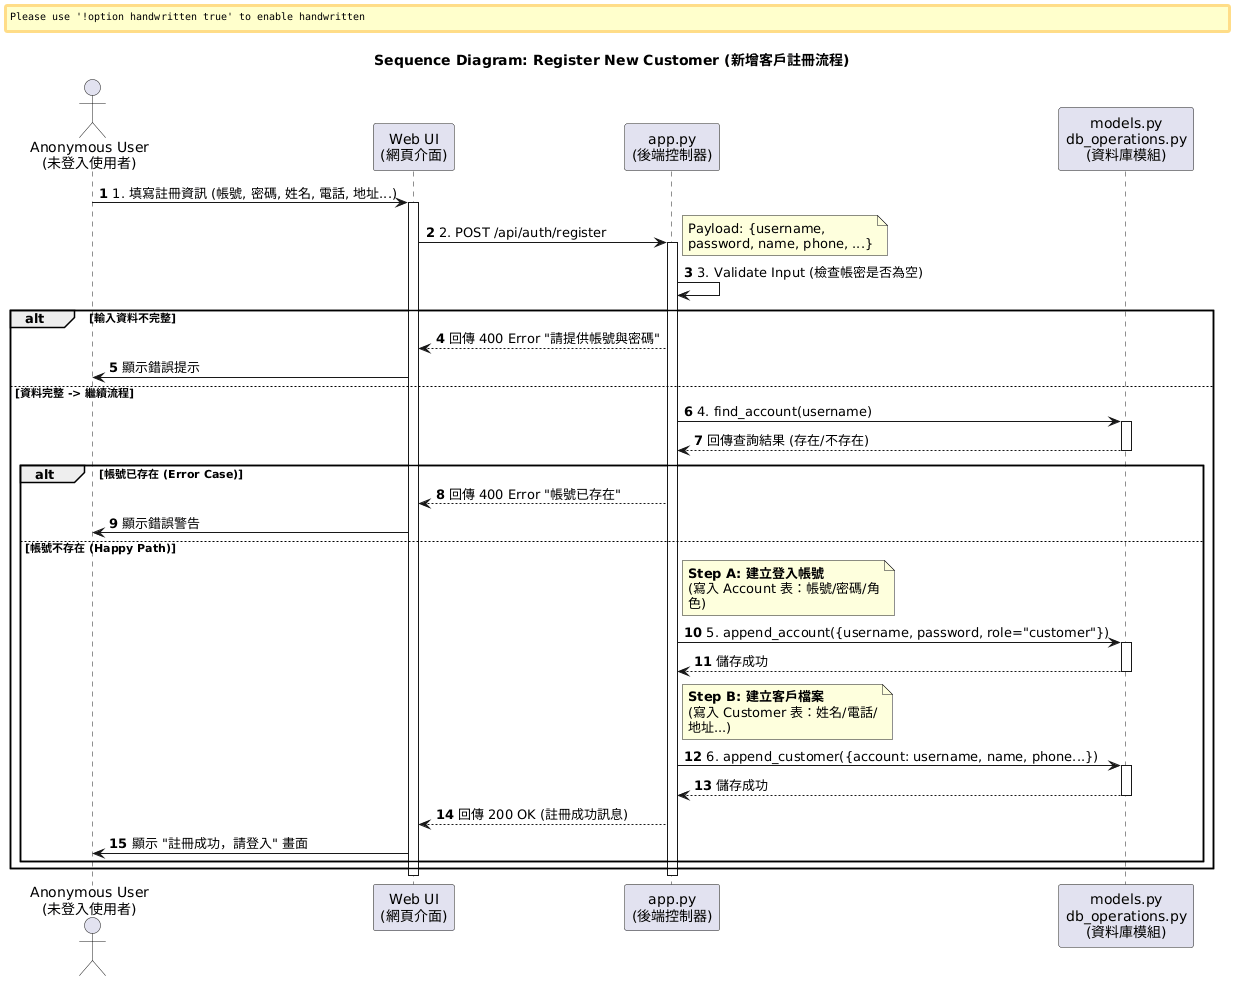 Please use '!option handwritten true' to enable handwritten
Sequence Diagram: Register New Customer (新增客戶註冊流程)
Anonymous User
(未登入使用者)
Web UI
(網頁介面)
app.py
(後端控制器)
models.py
db_operations.py
(資料庫模組)
1 1. 填寫註冊資訊 (帳號, 密碼, 姓名, 電話, 地址...)
2 2. POST /api/auth/register
Payload: {username,
password, name, phone, ...}
3 3. Validate Input (檢查帳密是否為空)
alt [輸入資料不完整]
4 回傳 400 Error "請提供帳號與密碼"
5 顯示錯誤提示
[資料完整 -> 繼續流程]
6 4. find_account(username)
7 回傳查詢結果 (存在/不存在)
alt [帳號已存在 (Error Case)]
8 回傳 400 Error "帳號已存在"
9 顯示錯誤警告
[帳號不存在 (Happy Path)]
Step A: 建立登入帳號
(寫入 Account 表：帳號/密碼/角
色)
10 5. append_account({username, password, role="customer"})
11 儲存成功
Step B: 建立客戶檔案
(寫入 Customer 表：姓名/電話/
地址...)
12 6. append_customer({account: username, name, phone...})
13 儲存成功
14 回傳 200 OK (註冊成功訊息)
15 顯示 "註冊成功，請登入" 畫面
Anonymous User
(未登入使用者)
Web UI
(網頁介面)
app.py
(後端控制器)
models.py
db_operations.py
(資料庫模組)